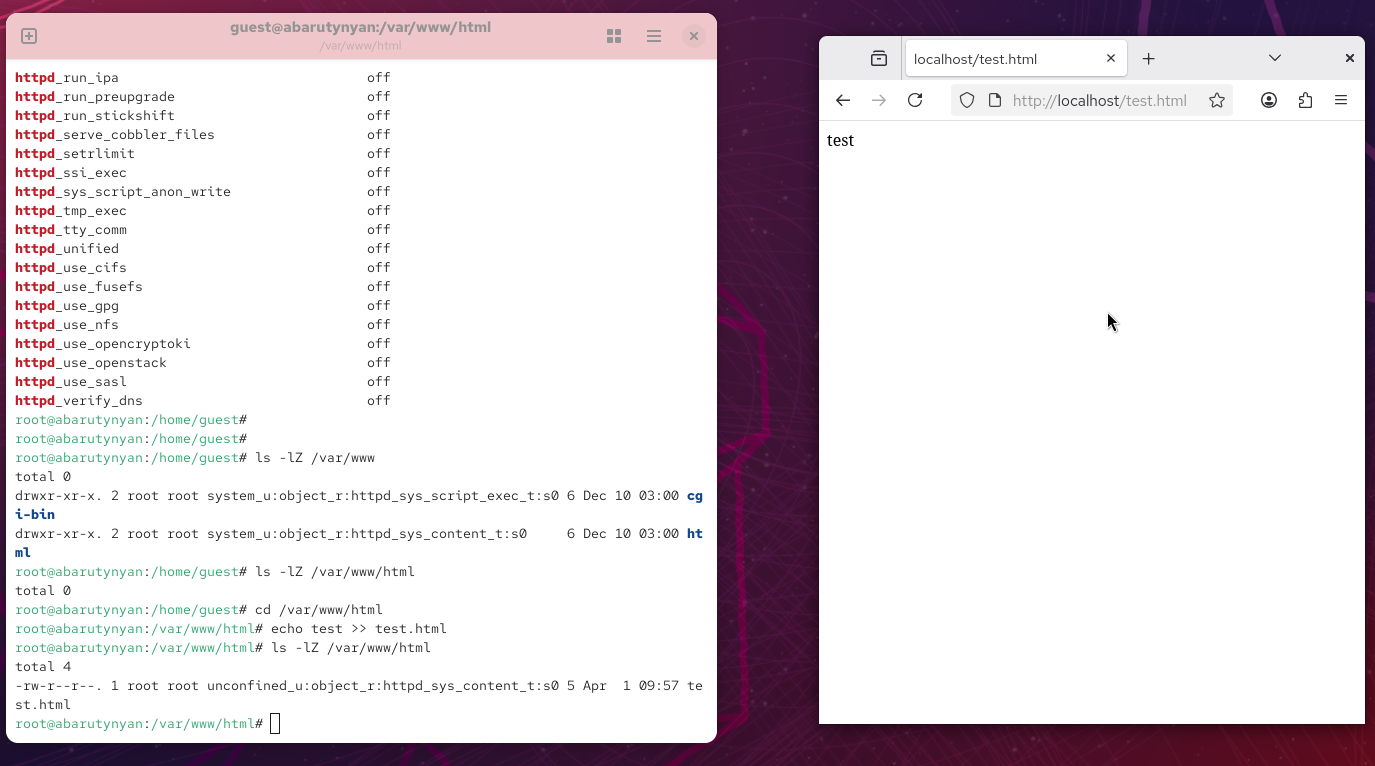 guest@abarutynyan:/var/www/html
/var/www/html
httpd_run_ipa off
httpd_run_preupgrade off
httpd_run_stickshift off
httpd_serve_cobbler_files off
httpd_setrlimit off
httpd_ssi_exec off
httpd_sys_script_anon_write off
httpd_tmp_exec off
httpd_tty_comm off
httpd_unified off
httpd_use_cifs off
httpd_use_fusefs off
httpd_use_gpg off
httpd_use_nfs off
httpd_use_opencryptoki off
httpd_use_openstack off
httpd_use_sasl off
httpd_verify_dns off
root@abarutynyan:/home/guest#
root@abarutynyan:/home/guest#
root@abarutynyan:/home/guest# ls -lZ /var/www
total 0
drwxr-xr-x. 2 root root system_u:object_r:httpd_sys_script_exec_t:s0 6 Dec 10 03:00 cg
i-bin
drwxr-xr-x. 2 root root system_u:object_r:httpd_sys_content_t:s0     6 Dec 10 03:00 ht
ml
root@abarutynyan:/home/guest# ls -lZ /var/www/html
total 0
root@abarutynyan:/home/guest# cd /var/www/html
root@abarutynyan:/var/www/html# echo test >> test.html
root@abarutynyan:/var/www/html# ls -lZ /var/www/html
total 4
-rw-r--r--. 1 root root unconfined_u:object_r:httpd_sys_content_t:s0 5 Apr  1 09:57 te
st.html
root@abarutynyan:/var/www/html#
localhost/test.html
http://localhost/test.html
test